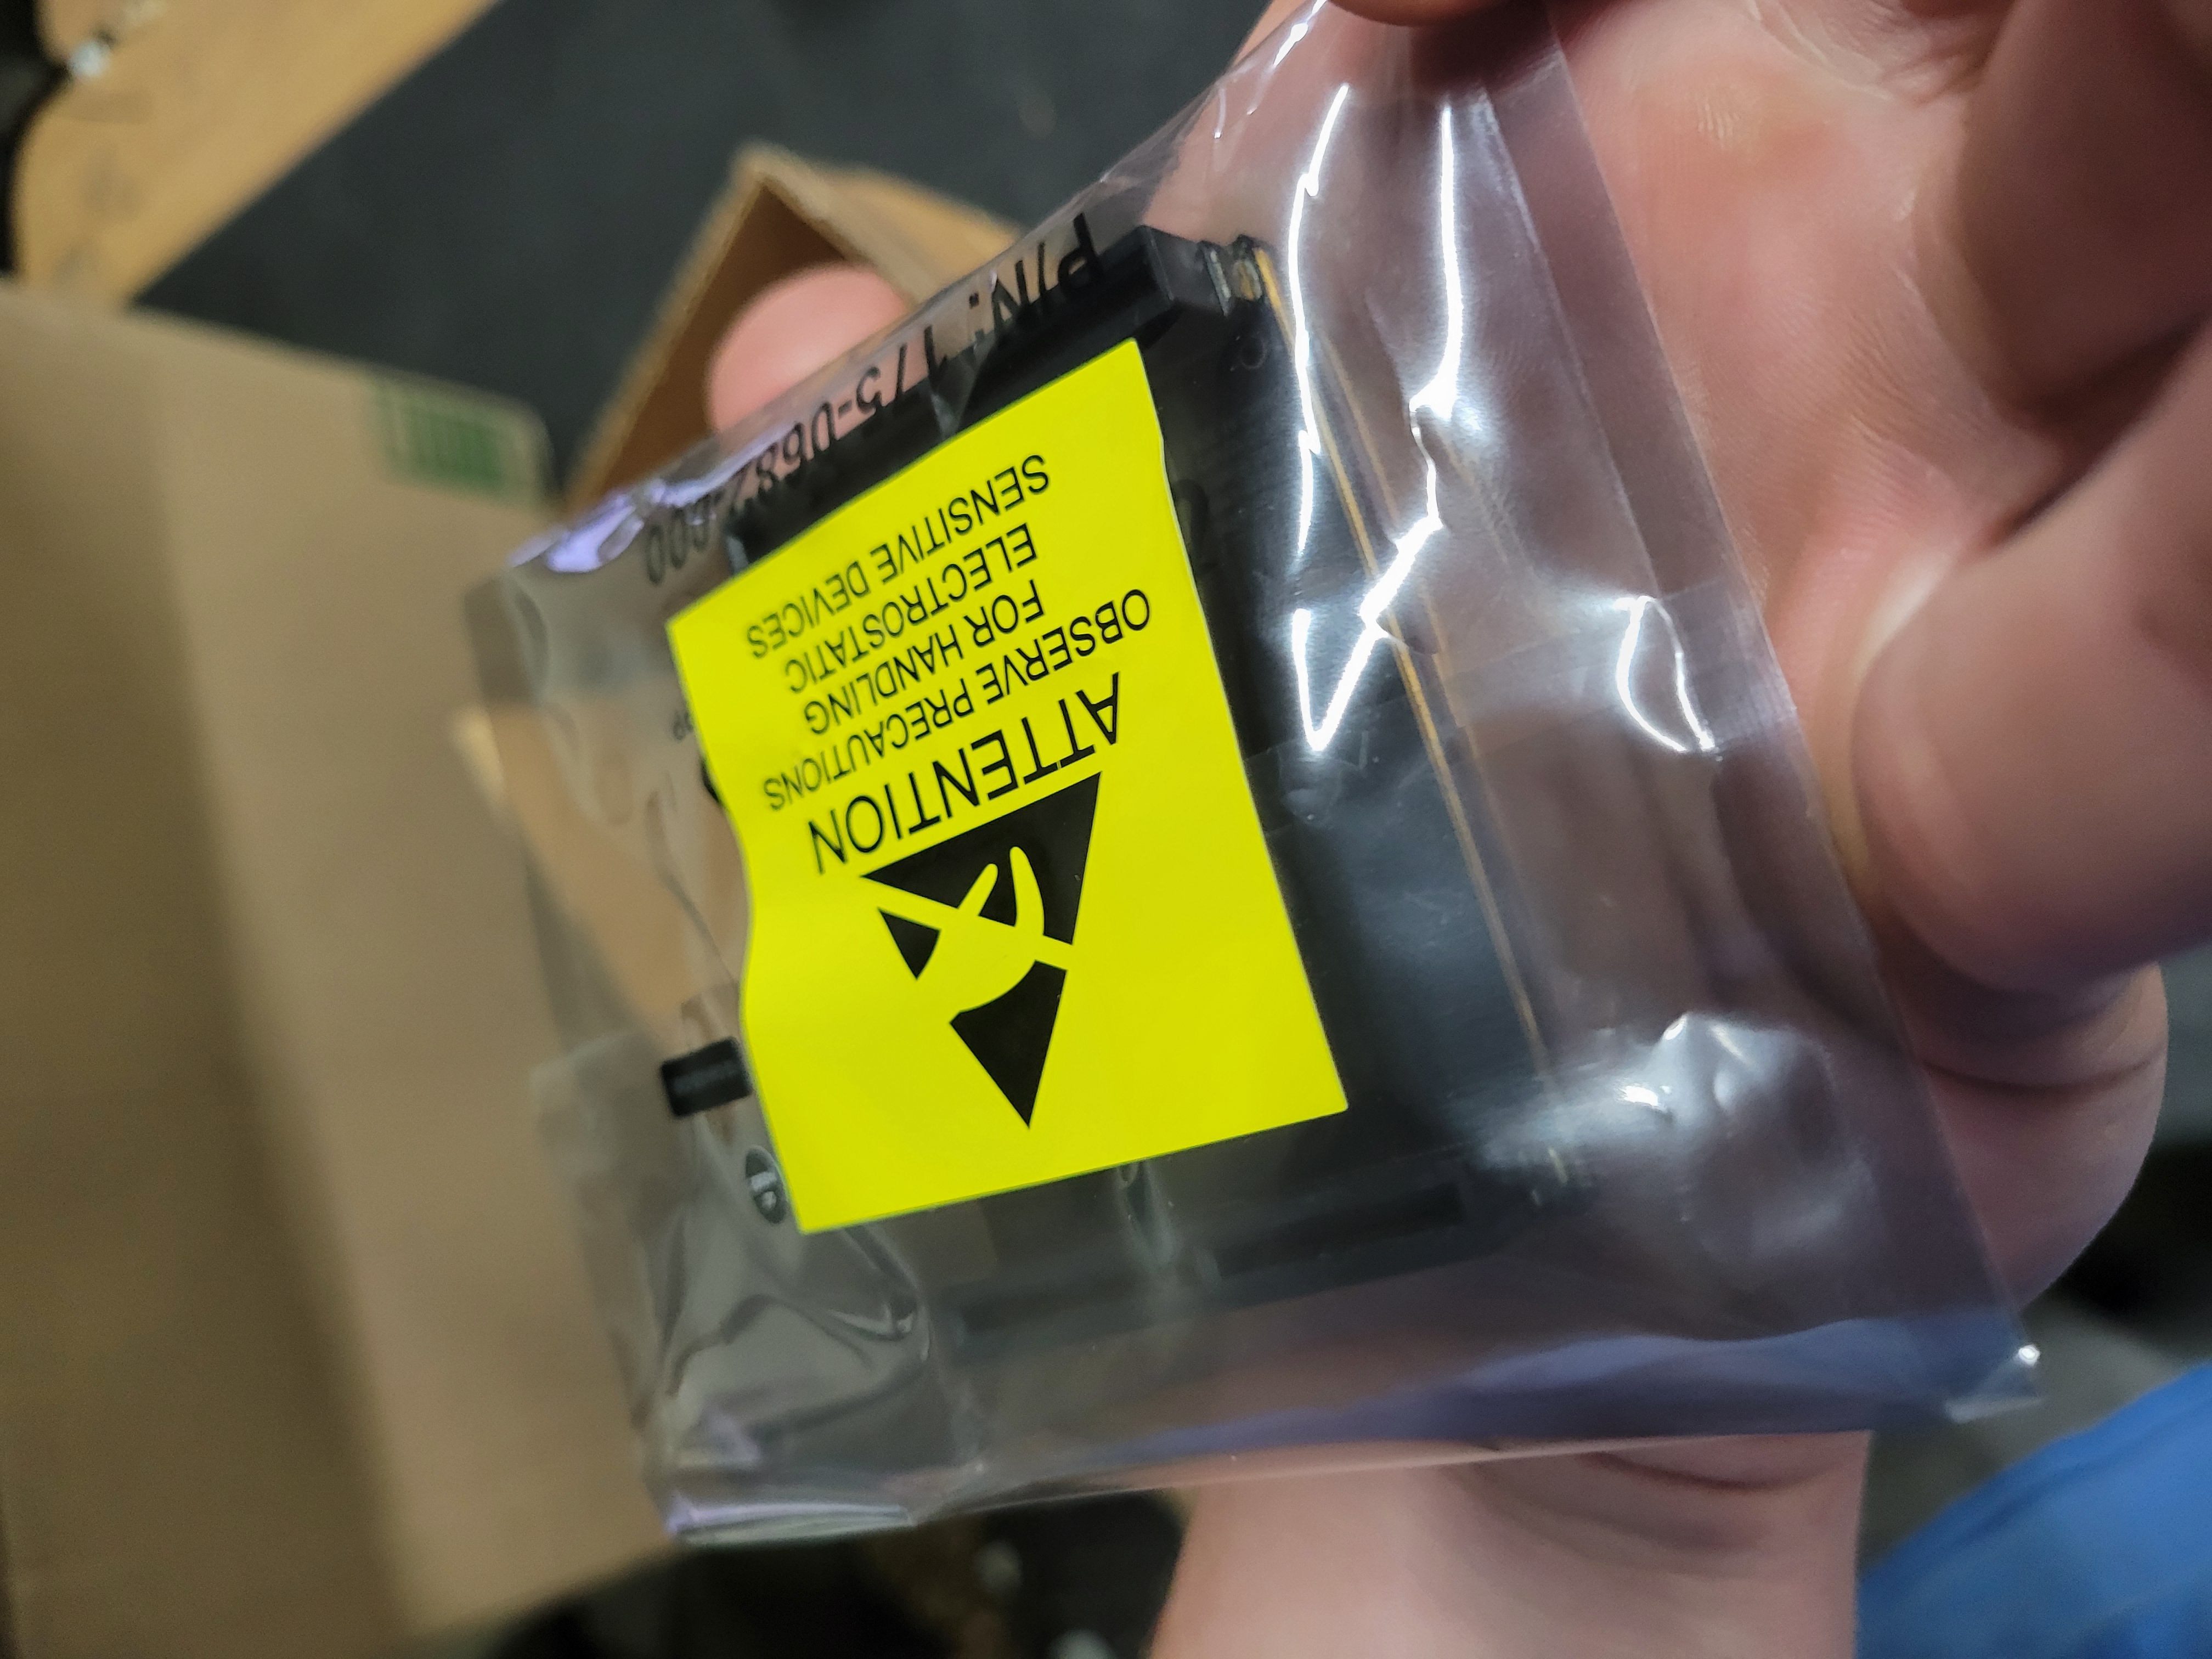 ATTENTION
OBSERVE PRECAUTIONS
FOR HANDLING
ELECTROSTATIC
SENSITIVE DEVICES
P/N: